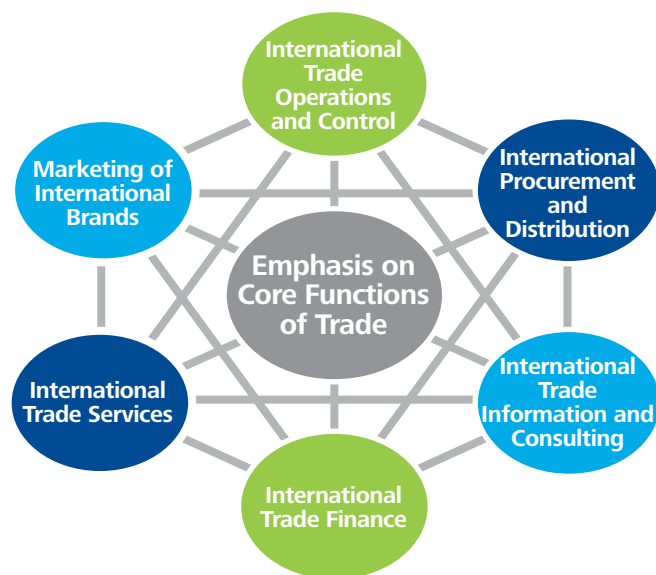 International
Trade
Operations
and Control
Marketing of
International
Brands
International
Procurement
and
Distribution
Emphasis on
Core Functions
of Trade
International
Trade Services
International
Trade
Information and
Consulting
International
Trade Finance